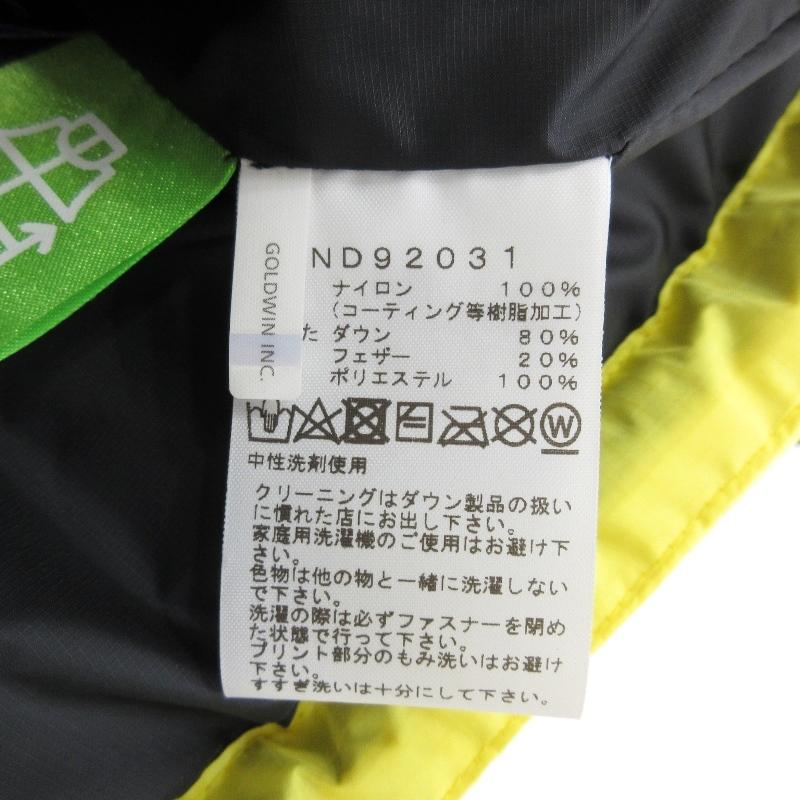 GOLDWIN INC.
ND92031
ナイロン 100%
(コーティング等樹脂加工)
た ダウン 80%
フェザー 20%
ポリエステル 100%
W
中性洗剤使用
クリーニングはダウン製品の扱い
に慣れた店にお出し下さい。
家庭用洗濯機のご使用はお避け下
さい。
色物は他の物と一緒に洗濯しない
で下さい。
洗濯の際は必ずファスナーを閉め
た状態で行って下さい。
プリント部分のもみ洗いはお避け
下さい。
すすぎ洗いは十分にして下さい。